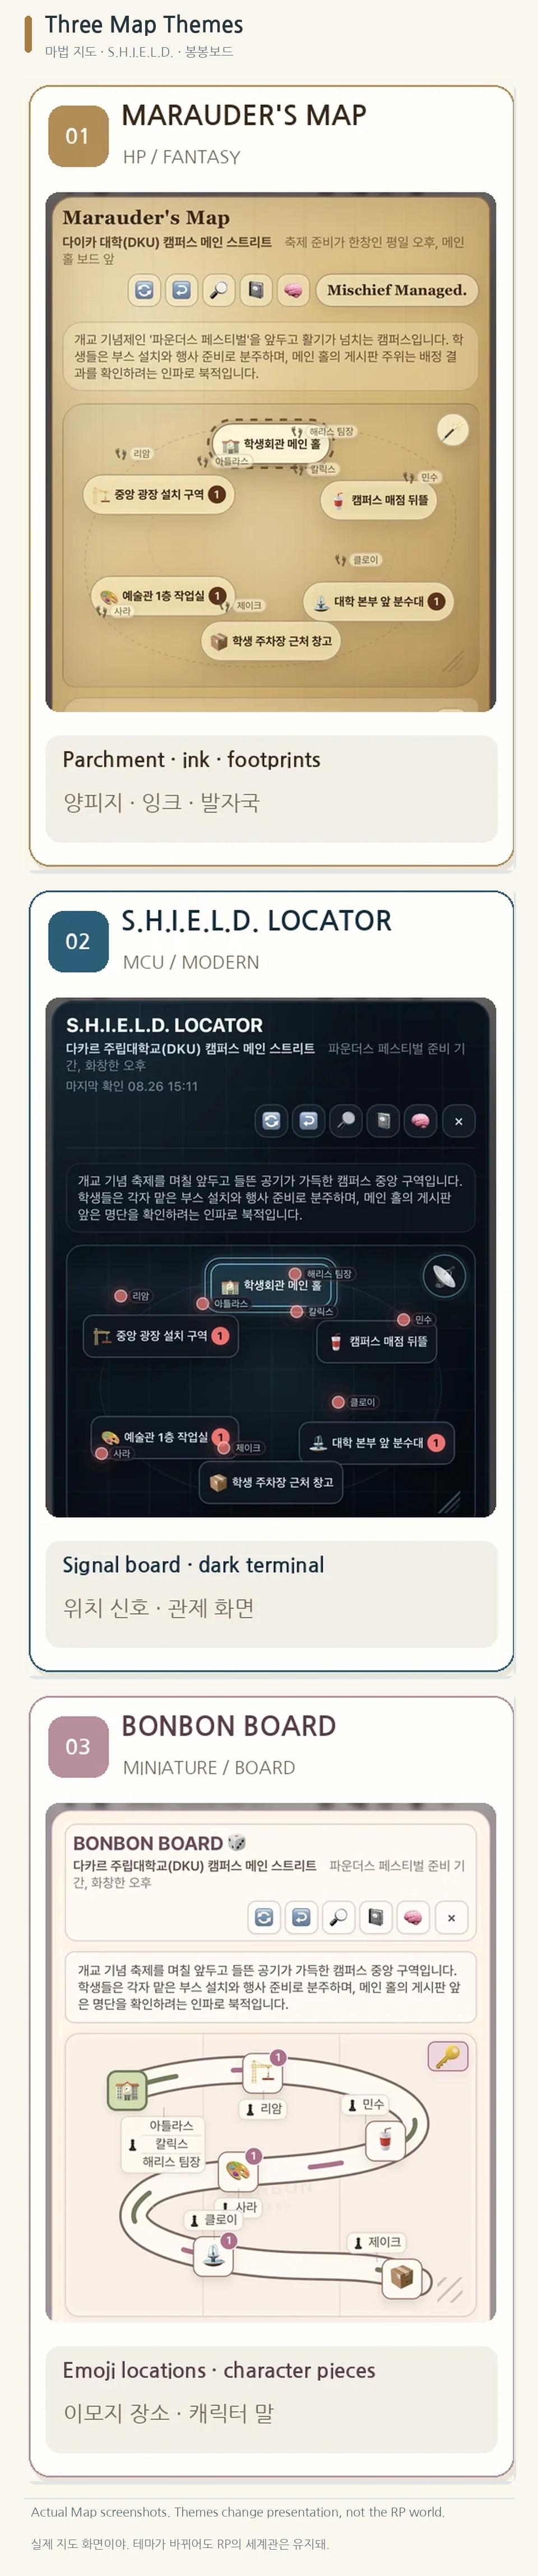 Three Map Themes
마법 지도 · S.H.I.E.L.D. · 봉봉보드
01
MARAUDER'S MAP
HP / FANTASY
Marauder's Map
다이카 대학(DKU) 캠퍼스 메인 스트리트 축제 준비가 한창인 평일 오후, 메인
홀 보드 앞
Mischief Managed.
개교 기념제인 '파운더스 페스티벌'을 앞두고 활기가 넘치는 캠퍼스입니다. 학
생들은 부스 설치와 행사 준비로 분주하며, 메인 홀의 게시판 주위는 배정 결
과를 확인하려는 인파로 북적입니다.
해리스 팀장
학생회관 메인 홀
리암
아틀라스
칼릭스
민수
중앙 광장 설치 구역 1
캠퍼스 매점 뒤뜰
클로이
예술관 1층 작업실 1
제이크
사라
대학 본부 앞 분수대 1
학생 주차장 근처 창고
Parchment · ink · footprints
양피지 · 잉크 · 발자국
02
S.H.I.E.L.D. LOCATOR
MCU / MODERN
S.H.I.E.L.D. LOCATOR
다카르 주립대학교(DKU) 캠퍼스 메인 스트리트 파운더스 페스티벌 준비 기
간, 화창한 오후
마지막 확인 08.26 15:11
×
개교 기념 축제를 며칠 앞두고 들뜬 공기가 가득한 캠퍼스 중앙 구역입니다.
학생들은 각자 맡은 부스 설치와 행사 준비로 분주하며, 메인 홀의 게시판
앞은 명단을 확인하려는 인파로 북적입니다.
해리스 팀장
학생회관 메인 홀
리암
아틀라스
칼릭스
민수
중앙 광장 설치 구역 1
캠퍼스 매점 뒤뜰
클로이
예술관 1층 작업실 1
제이크
사라
대학 본부 앞 분수대 1
학생 주차장 근처 창고
Signal board · dark terminal
위치 신호 · 관제 화면
03
BONBON BOARD
MINIATURE / BOARD
BONBON BOARD
다카르 주립대학교(DKU) 캠퍼스 메인 스트리트 파운더스 페스티벌 준비 기
간, 화창한 오후
×
개교 기념 축제를 며칠 앞두고 들뜬 공기가 가득한 캠퍼스 중앙 구역입니다.
학생들은 각자 맡은 부스 설치와 행사 준비로 분주하며, 메인 홀의 게시판 앞
은 명단을 확인하려는 인파로 북적입니다.
1
리암
민수
아틀라스
칼릭스
해리스 팀장
1
사라
클로이
1
제이크
Emoji locations · character pieces
이모지 장소 · 캐릭터 말
Actual Map screenshots. Themes change presentation, not the RP world.
실제 지도 화면이야. 테마가 바뀌어도 RP의 세계관은 유지돼.